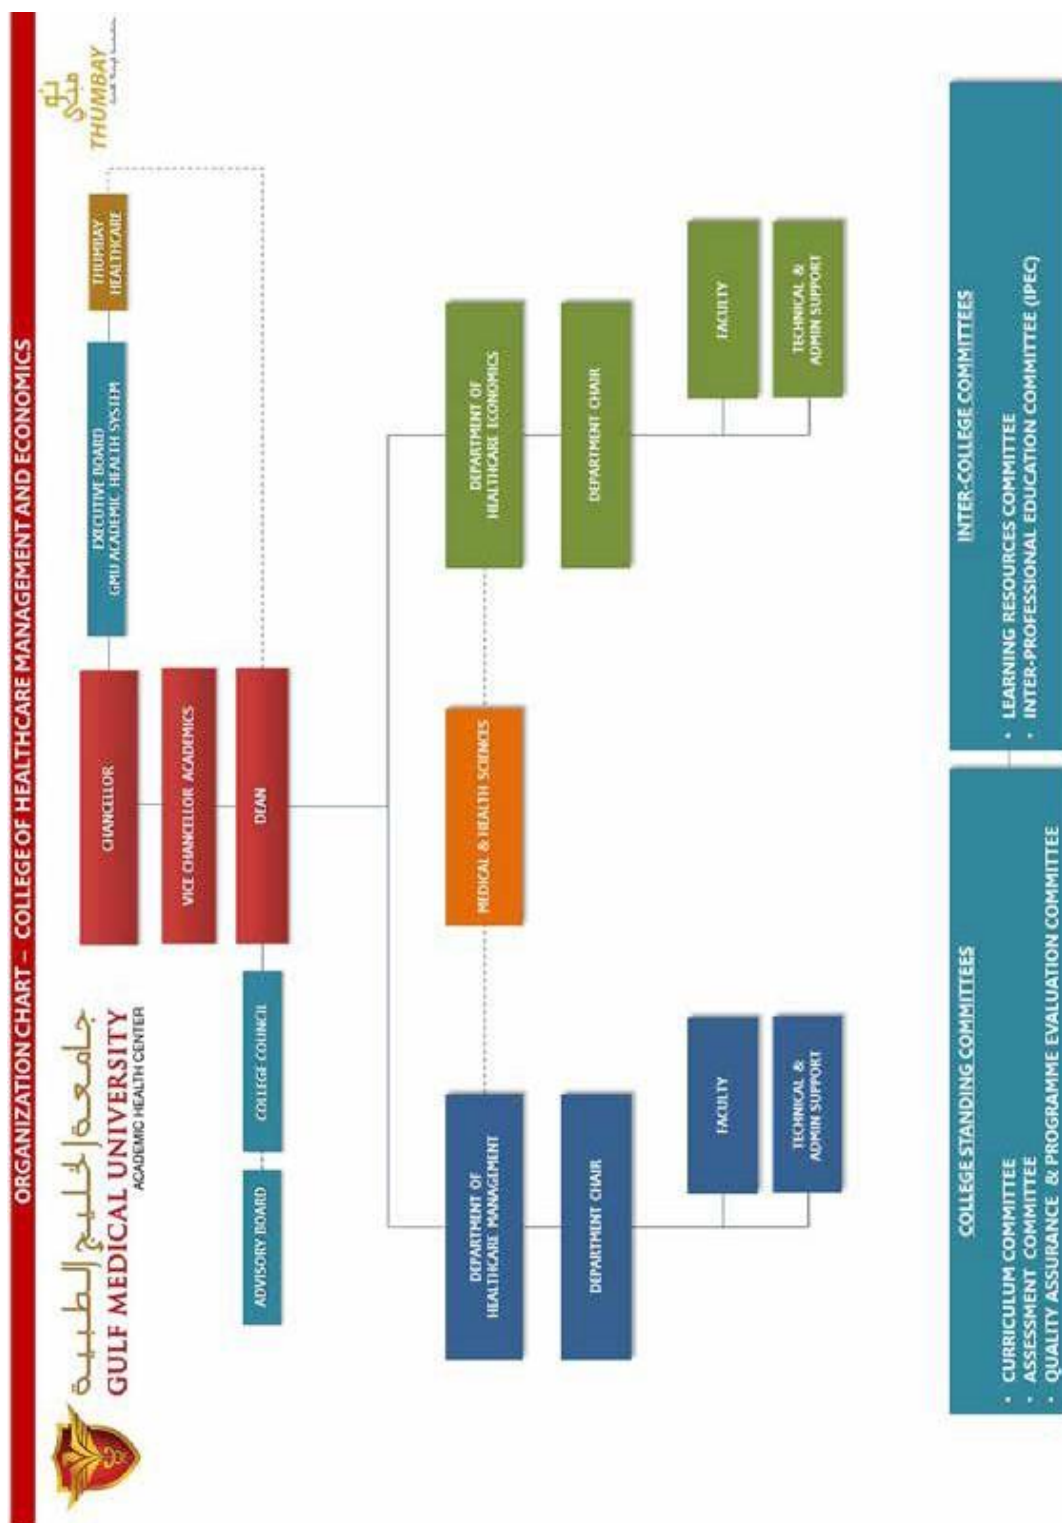 ORGANIZATION CHART – COLLEGE OF HEALTHCARE MANAGEMENT AND ECONOMICS
جامعة الخليج الطبية
GULF MEDICAL UNIVERSITY
ACADEMIC HEALTH CENTER
ثومبي
THUMBAY
CHANCELLOR
EXECUTIVE BOARD
GMU ACADEMIC HEALTH SYSTEM
THUMBAY
HEALTHCARE
VICE CHANCELLOR ACADEMICS
ADVISORY BOARD
COLLEGE COUNCIL
DEAN
DEPARTMENT OF
HEALTHCARE MANAGEMENT
MEDICAL & HEALTH SCIENCES
DEPARTMENT OF
HEALTHCARE ECONOMICS
DEPARTMENT CHAIR
DEPARTMENT CHAIR
FACULTY
FACULTY
TECHNICAL &
ADMIN SUPPORT
TECHNICAL &
ADMIN SUPPORT
COLLEGE STANDING COMMITTEES
• CURRICULUM COMMITTEE
• ASSESSMENT COMMITTEE
• QUALITY ASSURANCE & PROGRAMME EVALUATION COMMITTEE
INTER-COLLEGE COMMITTEES
• LEARNING RESOURCES COMMITTEE
• INTER-PROFESSIONAL EDUCATION COMMITTEE (IPEC)